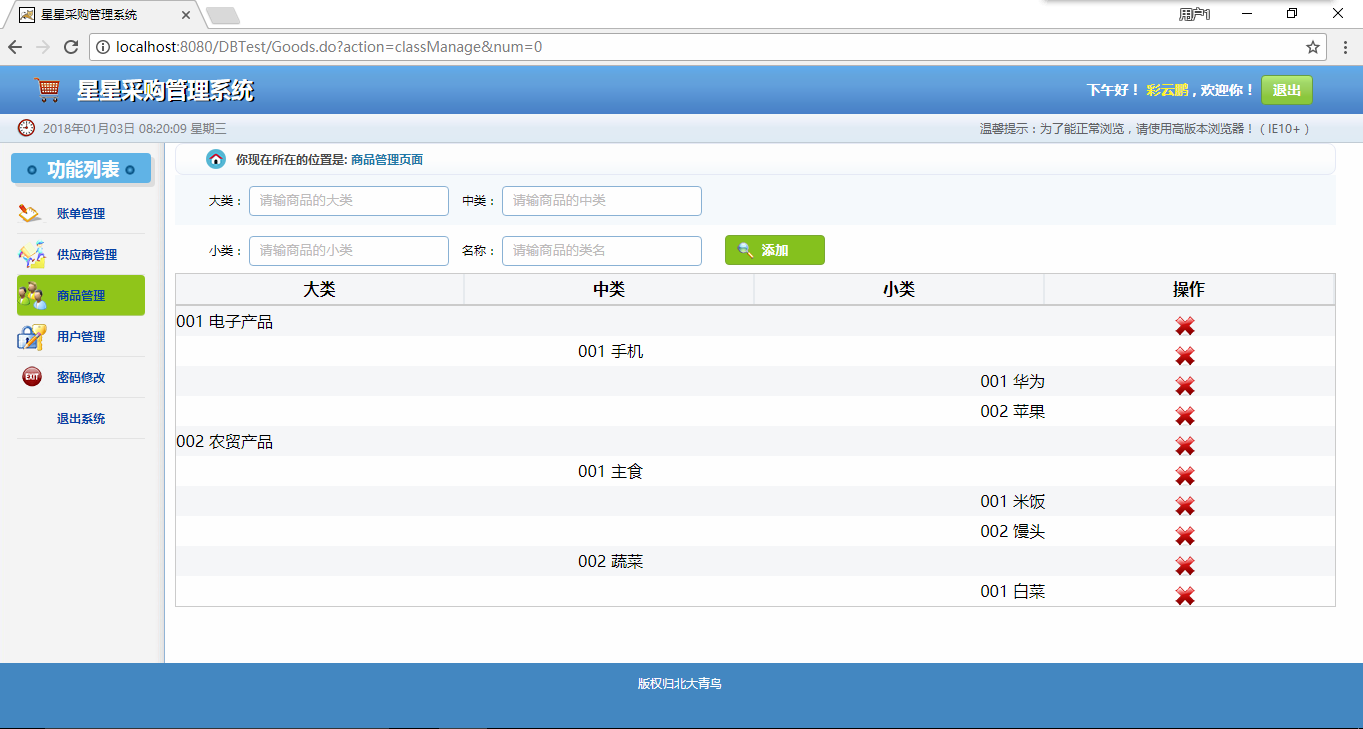 星星采购管理系统
用户1
localhost:8080/DBTest/Goods.do?action=classManage&num=0
星星采购管理系统
下午好！ 彩云鹏 , 欢迎你！ 退出
2018年01月03日 08:20:09 星期三
温馨提示：为了能正常浏览，请使用高版本浏览器！（ IE10+ ）
功能列表
账单管理
供应商管理
商品管理
用户管理
EXIT 密码修改
退出系统
你现在所在的位置是: 商品管理页面
大类： 请输商品的大类 中类： 请输商品的中类
小类： 请输商品的小类 名称： 请输商品的类名 添加
大类 中类 小类 操作
001 电子产品
001 手机
001 华为
002 苹果
002 农贸产品
001 主食
001 米饭
002 馒头
002 蔬菜
001 白菜
版权归北大青鸟